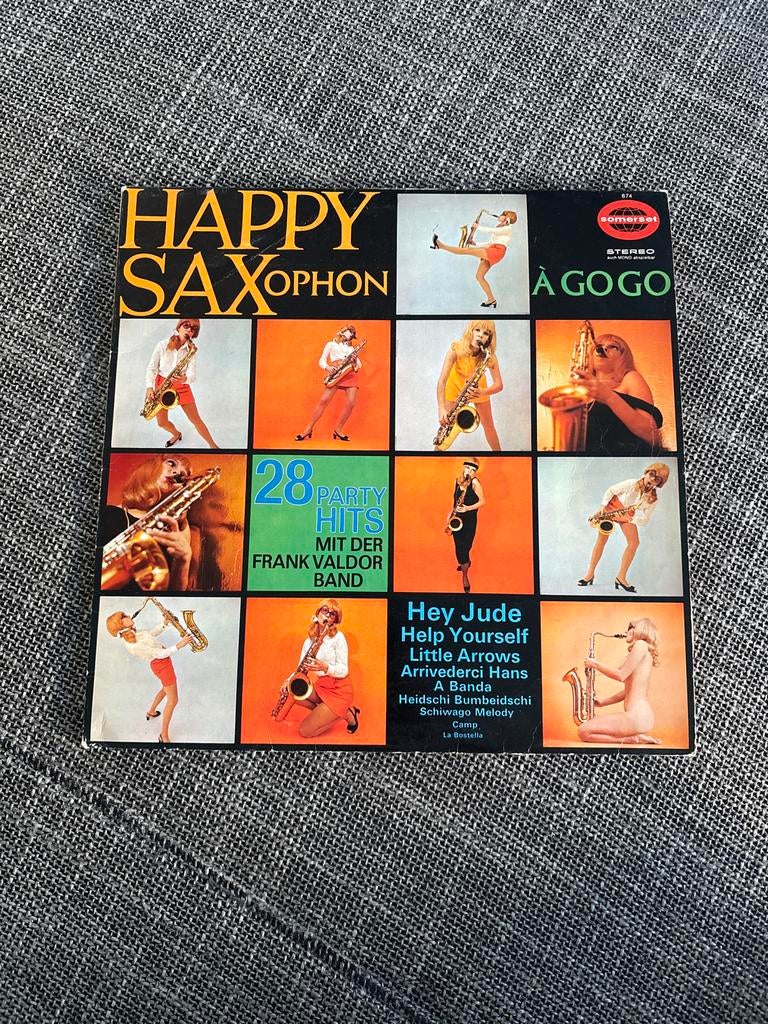 HAPPY
SAXOPHON
À GO GO
674
somerset
STEREO
auch MONO abspielbar
28 PARTY
HITS
MIT DER
FRANK VALDOR
BAND
Hey Jude
Help Yourself
Little Arrows
Arrivederci Hans
A Banda
Heidschi Bumbeidschi
Schiwago Melody
Camp
La Bostella